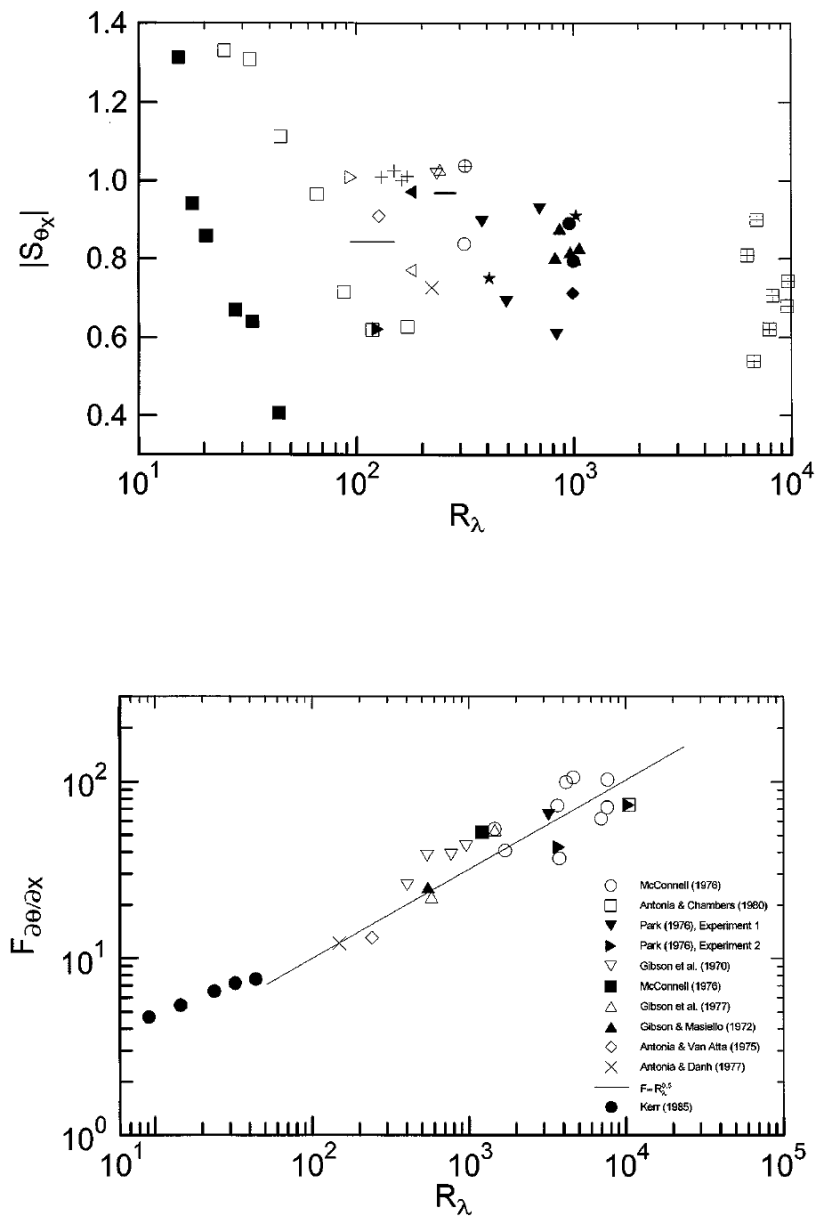 1.4
1.2
1.0
0.8
0.6
0.4
|S_θx|
10^1
10^2
10^3
10^4
R_λ
10^2
10^1
10^0
F_∂θ/∂x
McConnell (1976)
Antonia & Chambers (1980)
Park (1976), Experiment 1
Park (1976), Experiment 2
Gibson et al. (1970)
McConnell (1976)
Gibson et al. (1977)
Gibson & Masiello (1972)
Antonia & Van Atta (1975)
Antonia & Danh (1977)
F=R_λ^0.5
Kerr (1985)
10^1
10^2
10^3
10^4
10^5
R_λ